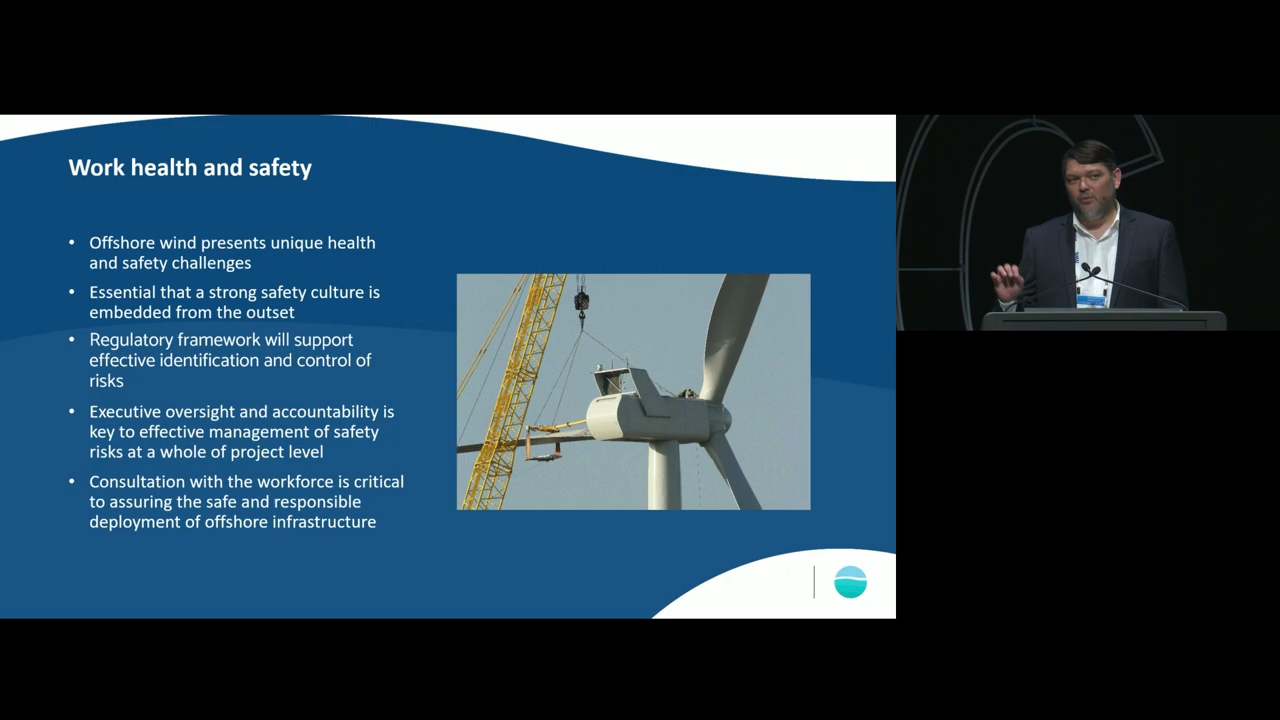 Work health and safety
• Offshore wind presents unique health
and safety challenges
• Essential that a strong safety culture is
embedded from the outset
• Regulatory framework will support
effective identification and control of
risks
• Executive oversight and accountability is
key to effective management of safety
risks at a whole of project level
• Consultation with the workforce is critical
to assuring the safe and responsible
deployment of offshore infrastructure